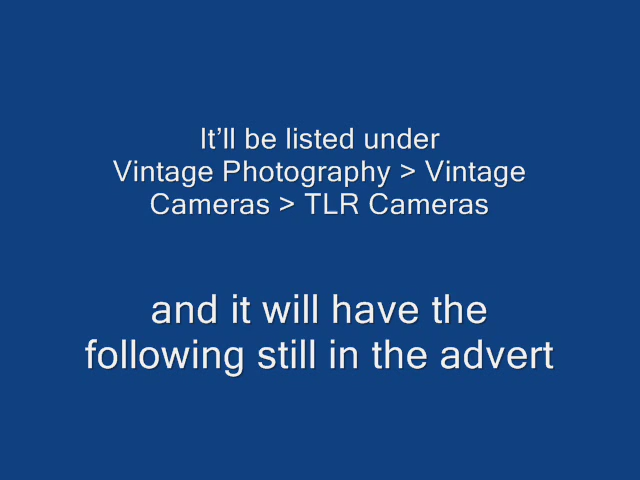 It’ll be listed under
Vintage Photography > Vintage
Cameras > TLR Cameras
and it will have the
following still in the advert